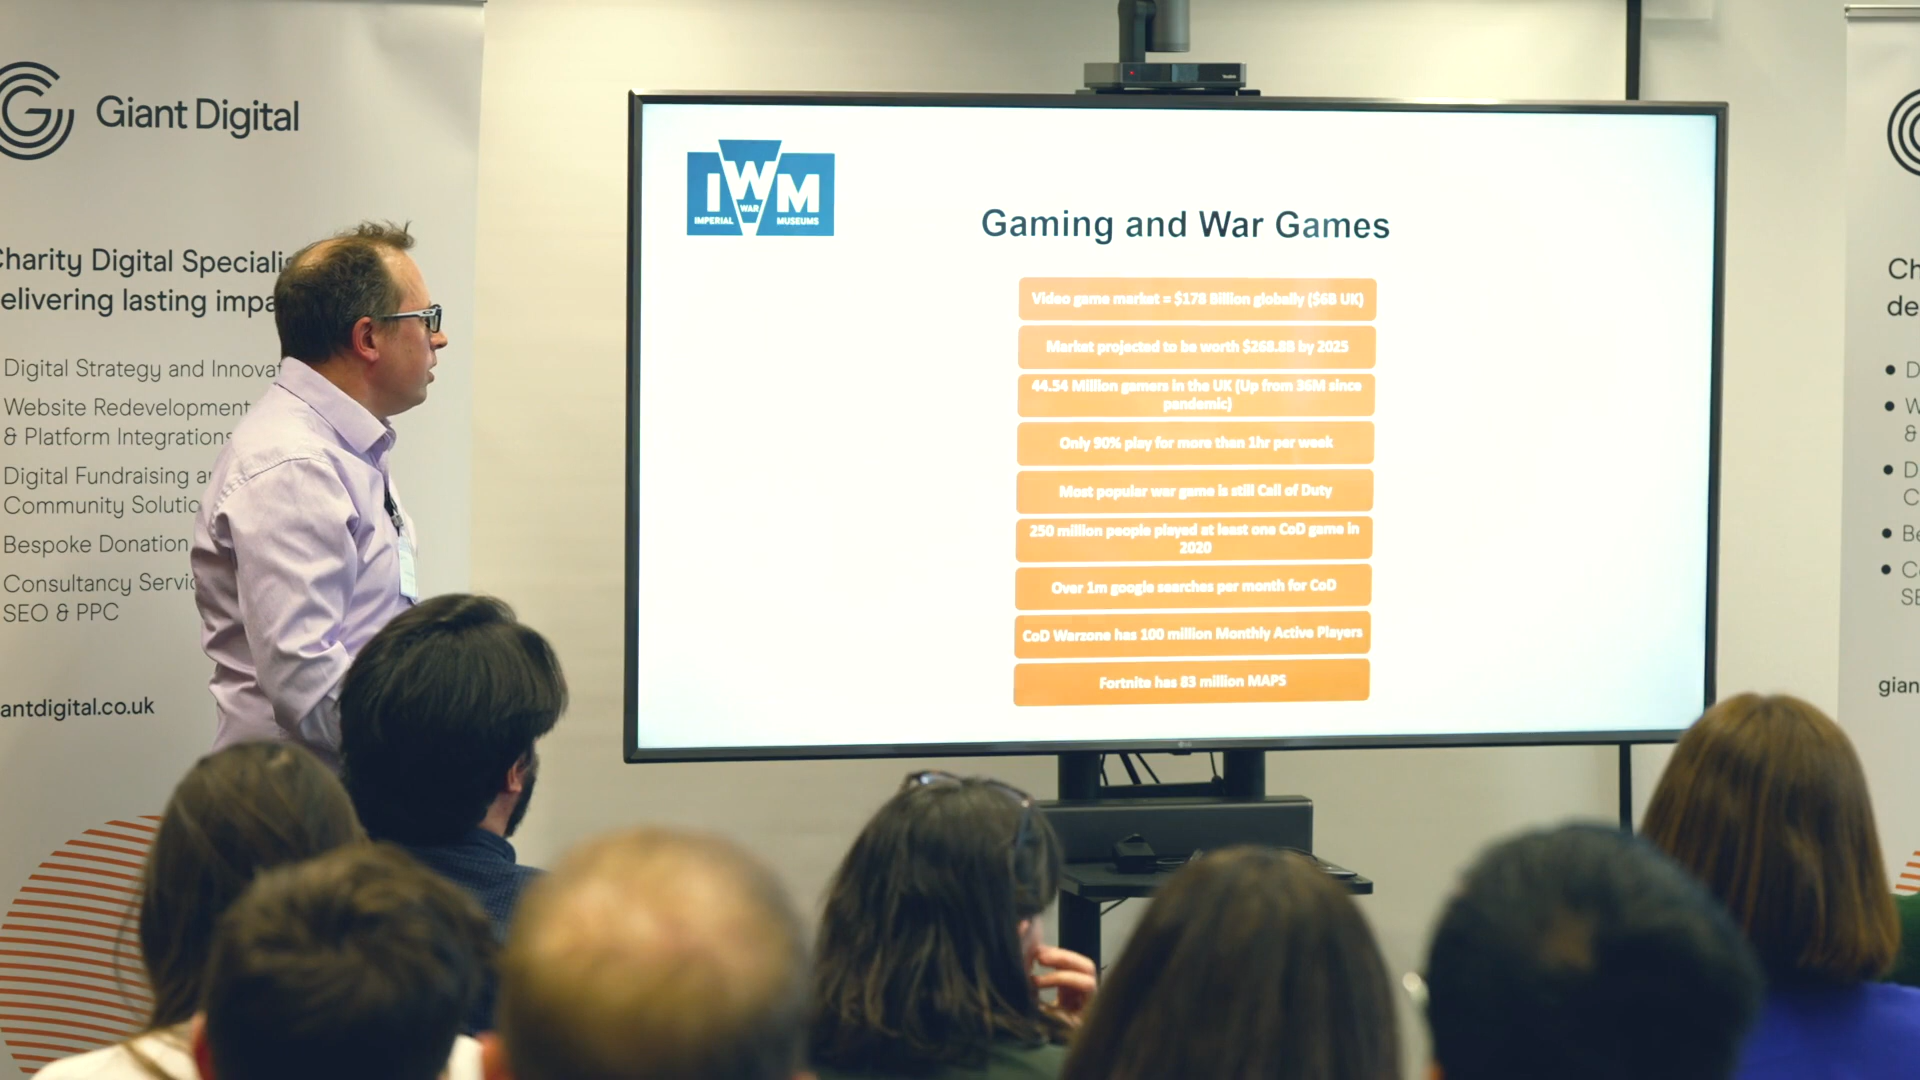 Giant Digital
Charity Digital Specialis
elivering lasting impa
Digital Strategy and Innovat
Website Redevelopment
& Platform Integrations
Digital Fundraising a
Community Solutio
Bespoke Donation
Consultancy Servic
SEO & PPC
antdigital.co.uk
IWM
IMPERIAL WAR MUSEUMS
Gaming and War Games
Video game market = $178 Billion globally ($6B UK)
Market projected to be worth $268.8B by 2025
44.54 Million gamers in the UK (Up from 36M since
pandemic)
Only 90% play for more than 1hr per week
Most popular war game is still Call of Duty
250 million people played at least one CoD game in
2020
Over 1m google searches per month for CoD
CoD Warzone has 100 million Monthly Active Players
Fortnite has 83 million MAPS
Ch
de
D
W
&
D
C
Be
C
SE
gian